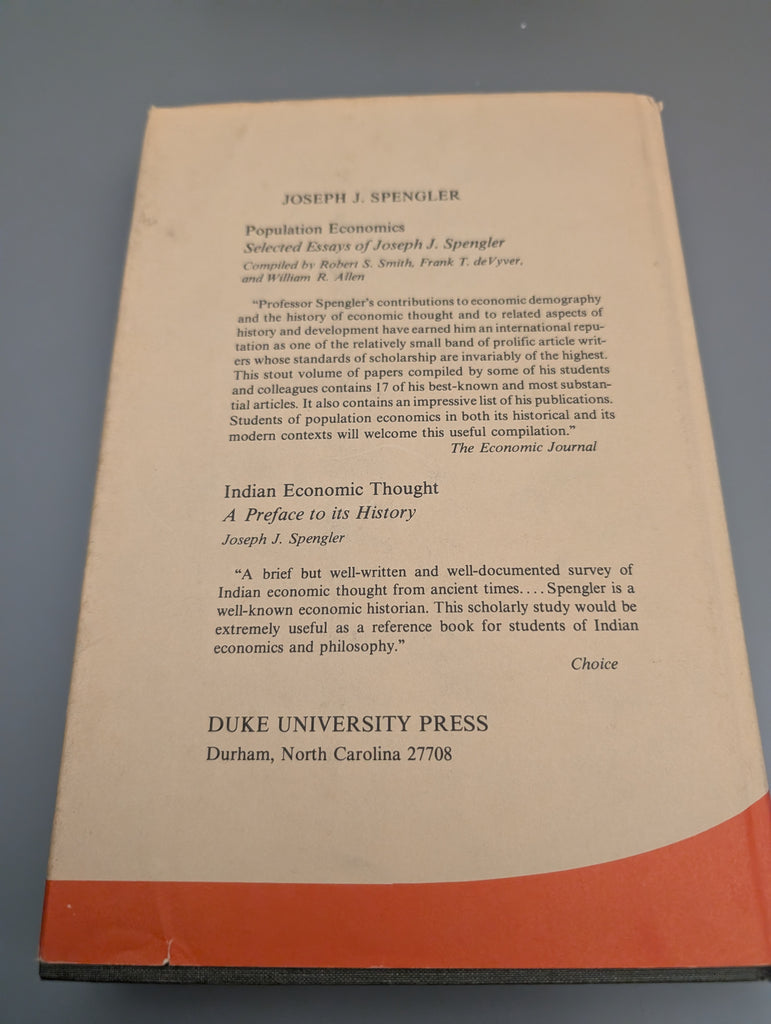 JOSEPH J. SPENGLER
Population Economics
Selected Essays of Joseph J. Spengler
Compiled by Robert S. Smith, Frank T. deVyver,
and William R. Allen
“Professor Spengler’s contributions to economic demography
and the history of economic thought and to related aspects of
history and development have earned him an international repu-
tation as one of the relatively small band of prolific article writ-
ers whose standards of scholarship are invariably of the highest.
This stout volume of papers compiled by some of his students
and colleagues contains 17 of his best-known and most substan-
tial articles. It also contains an impressive list of his publications.
Students of population economics in both its historical and its
modern contexts will welcome this useful compilation.”
The Economic Journal
Indian Economic Thought
A Preface to its History
Joseph J. Spengler
“A brief but well-written and well-documented survey of
Indian economic thought from ancient times.... Spengler is a
well-known economic historian. This scholarly study would be
extremely useful as a reference book for students of Indian
economics and philosophy.”
Choice
DUKE UNIVERSITY PRESS
Durham, North Carolina 27708